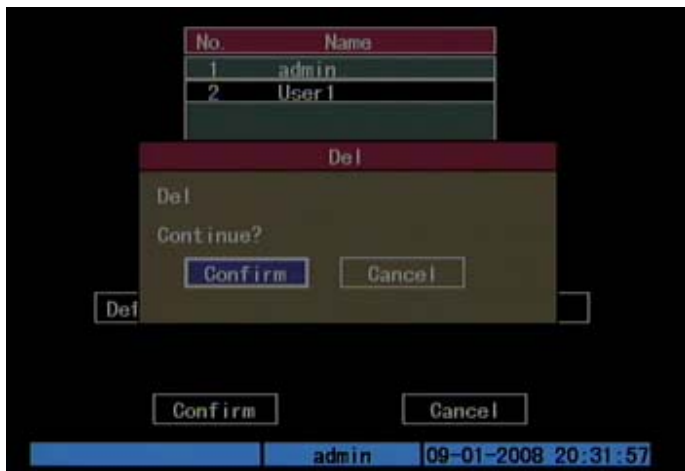 No. Name
1 admin
2 User1
Del
Del
Continue?
Confirm Cancel
Confirm Cancel
admin 09-01-2008 20:31:57